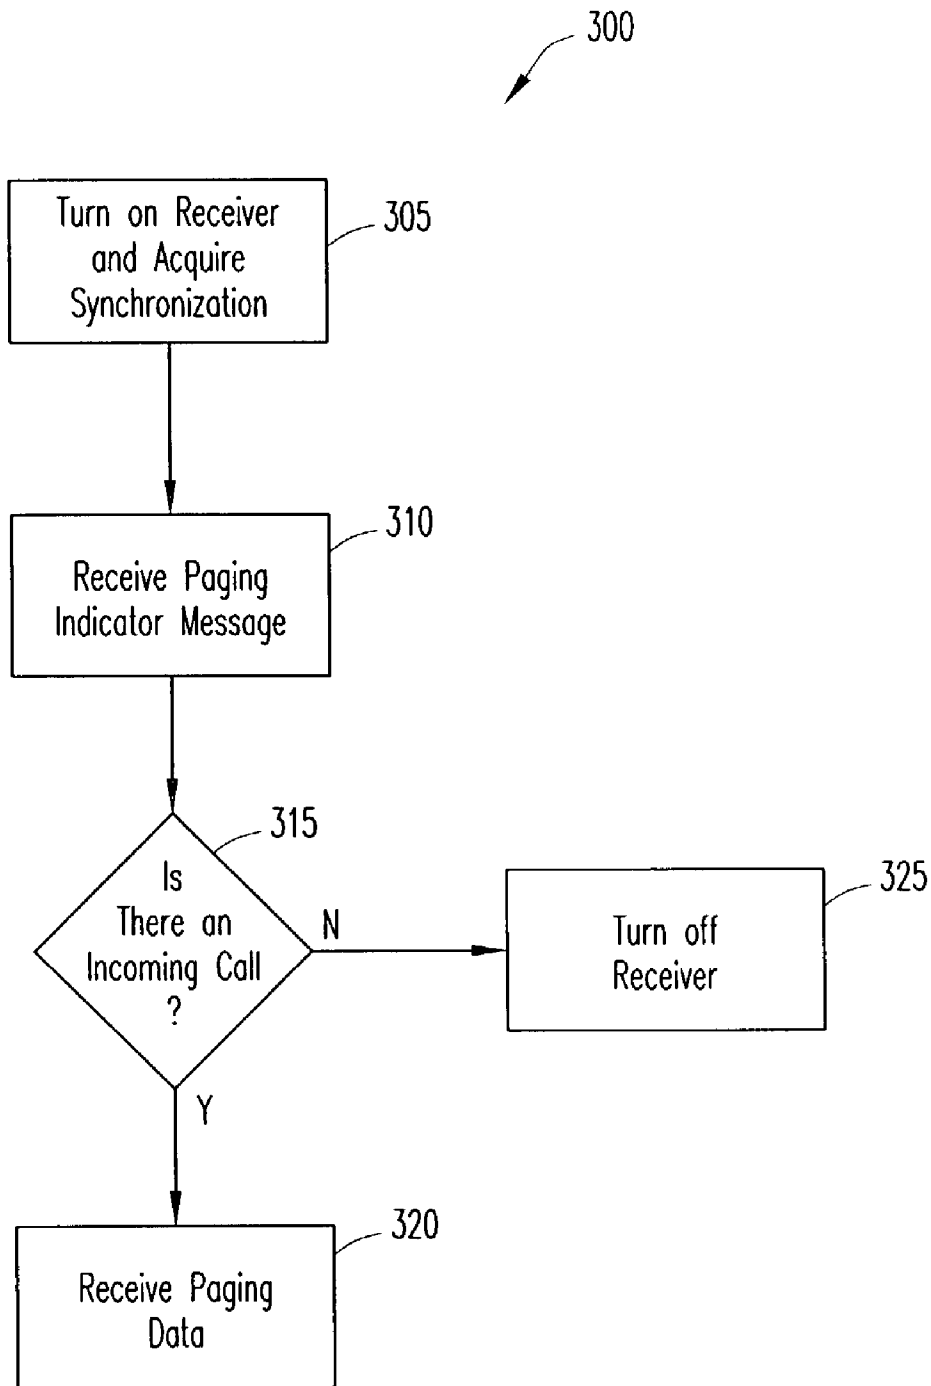 300
Turn on Receiver
and Acquire
Synchronization
305
Receive Paging
Indicator Message
310
Is
There an
Incoming Call
?
315
N
Turn off
Receiver
325
Y
Receive Paging
Data
320